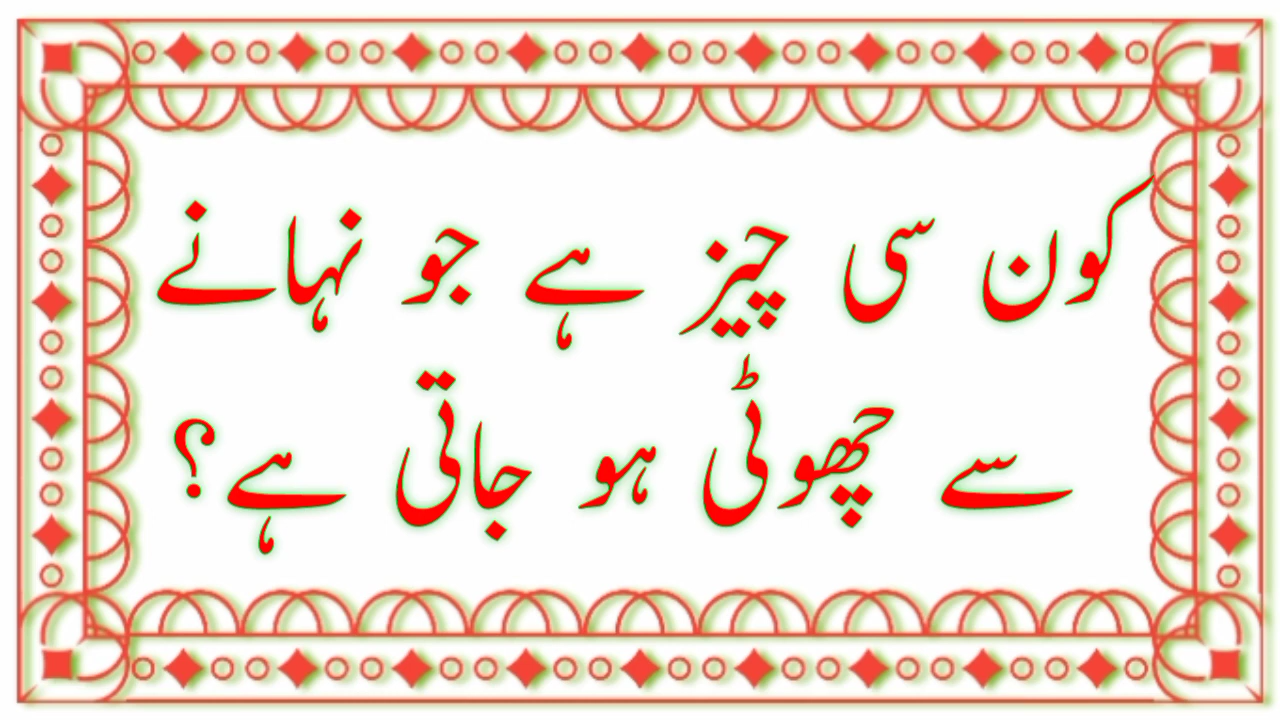 کون سی چیز ہے جو نہانے
سے چھوٹی ہو جاتی ہے؟